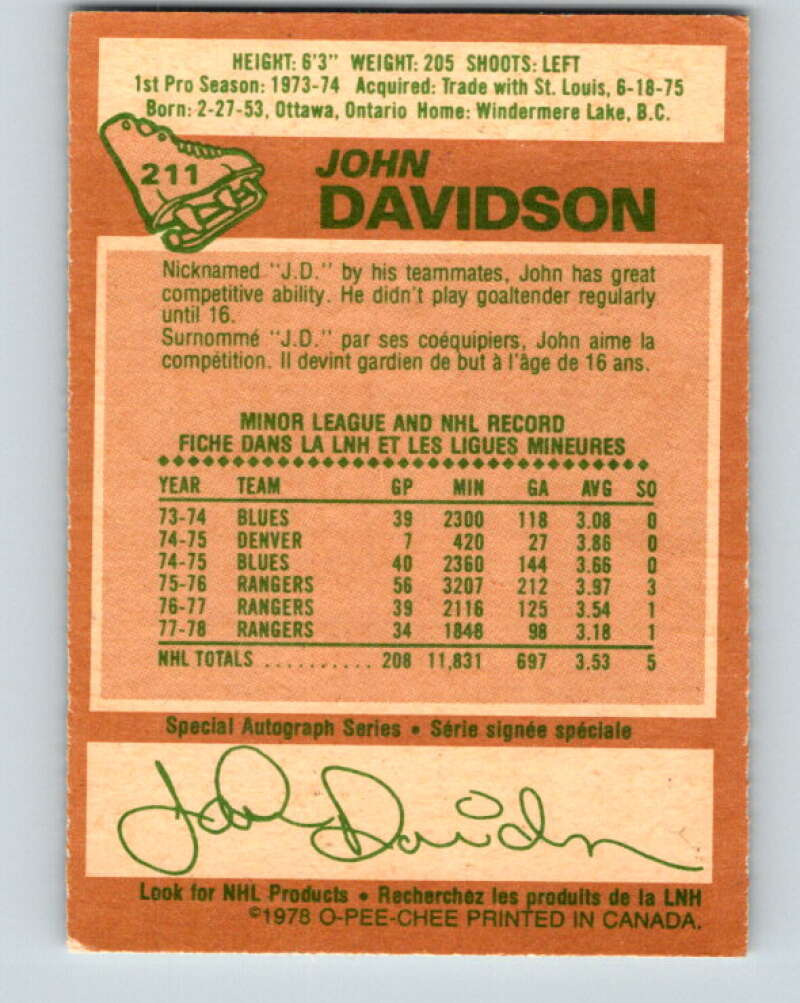 HEIGHT: 6'3" WEIGHT: 205 SHOOTS: LEFT
1st Pro Season: 1973-74 Acquired: Trade with St. Louis, 6-18-75
Born: 2-27-53, Ottawa, Ontario Home: Windermere Lake, B.C.
211
JOHN
DAVIDSON
Nicknamed "J.D." by his teammates, John has great
competitive ability. He didn't play goaltender regularly
until 16.
Surnommé "J.D." par ses coéquipiers, John aime la
compétition. Il devint gardien de but à l'âge de 16 ans.
MINOR LEAGUE AND NHL RECORD
FICHE DANS LA LNH ET LES LIGUES MINEURES
YEAR TEAM GP MIN GA AVG SO
73-74 BLUES 39 2300 118 3.08 0
74-75 DENVER 7 420 27 3.86 0
74-75 BLUES 40 2360 144 3.66 0
75-76 RANGERS 56 3207 212 3.97 3
76-77 RANGERS 39 2116 125 3.54 1
77-78 RANGERS 34 1848 98 3.18 1
NHL TOTALS .......... 208 11,831 697 3.53 5
Special Autograph Series • Série signée spéciale
John Davidson
Look for NHL Products • Recherchez les produits de la LNH
©1978 O-PEE-CHEE PRINTED IN CANADA.